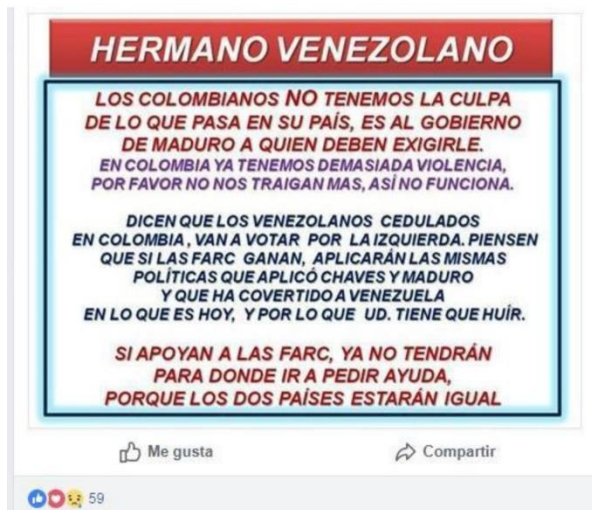 HERMANO VENEZOLANO
LOS COLOMBIANOS NO TENEMOS LA CULPA
DE LO QUE PASA EN SU PAÍS, ES AL GOBIERNO
DE MADURO A QUIEN DEBEN EXIGIRLE.
EN COLOMBIA YA TENEMOS DEMASIADA VIOLENCIA,
POR FAVOR NO NOS TRAIGAN MAS, ASÍ NO FUNCIONA.
DICEN QUE LOS VENEZOLANOS CEDULADOS
EN COLOMBIA , VAN A VOTAR POR LA IZQUIERDA. PIENSEN
QUE SI LAS FARC GANAN, APLICARÁN LAS MISMAS
POLÍTICAS QUE APLICÓ CHAVES Y MADURO
Y QUE HA COVERTIDO A VENEZUELA
EN LO QUE ES HOY, Y POR LO QUE UD. TIENE QUE HUÍR.
SI APOYAN A LAS FARC, YA NO TENDRÁN
PARA DONDE IR A PEDIR AYUDA,
PORQUE LOS DOS PAÍSES ESTARÁN IGUAL
Me gusta Compartir
59